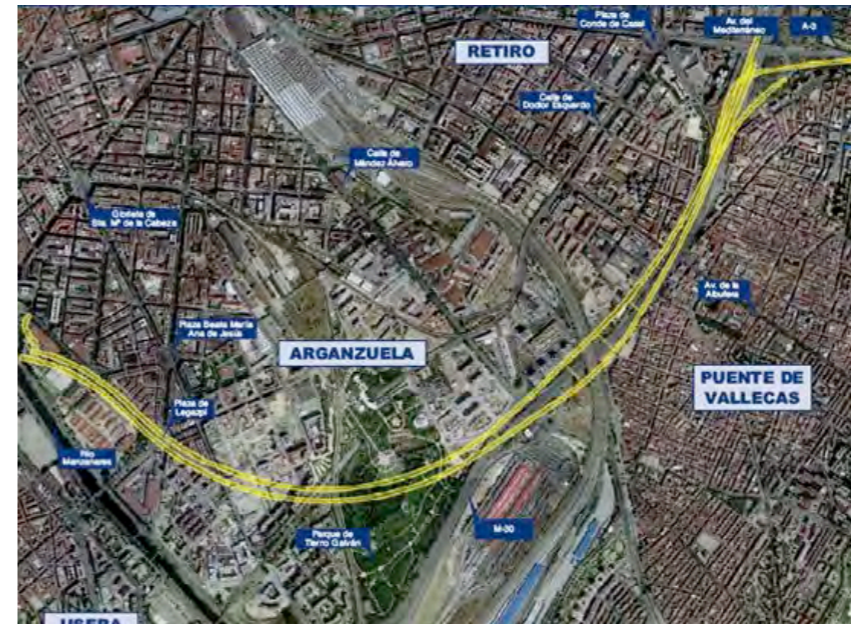 Plaza de
Conde de Casal
Av. del
Mediterráneo
A-3
RETIRO
Calle de
Doctor Esquerdo
Calle de
Méndez Álvaro
Glorieta de
Sta. Mª de la Cabeza
Av. de la
Albufera
Plaza Beata María
Ana de Jesús
ARGANZUELA
PUENTE DE
VALLECAS
Plaza de
Legazpi
Río
Manzanares
M-30
Parque de
Tierno Galván
USERA